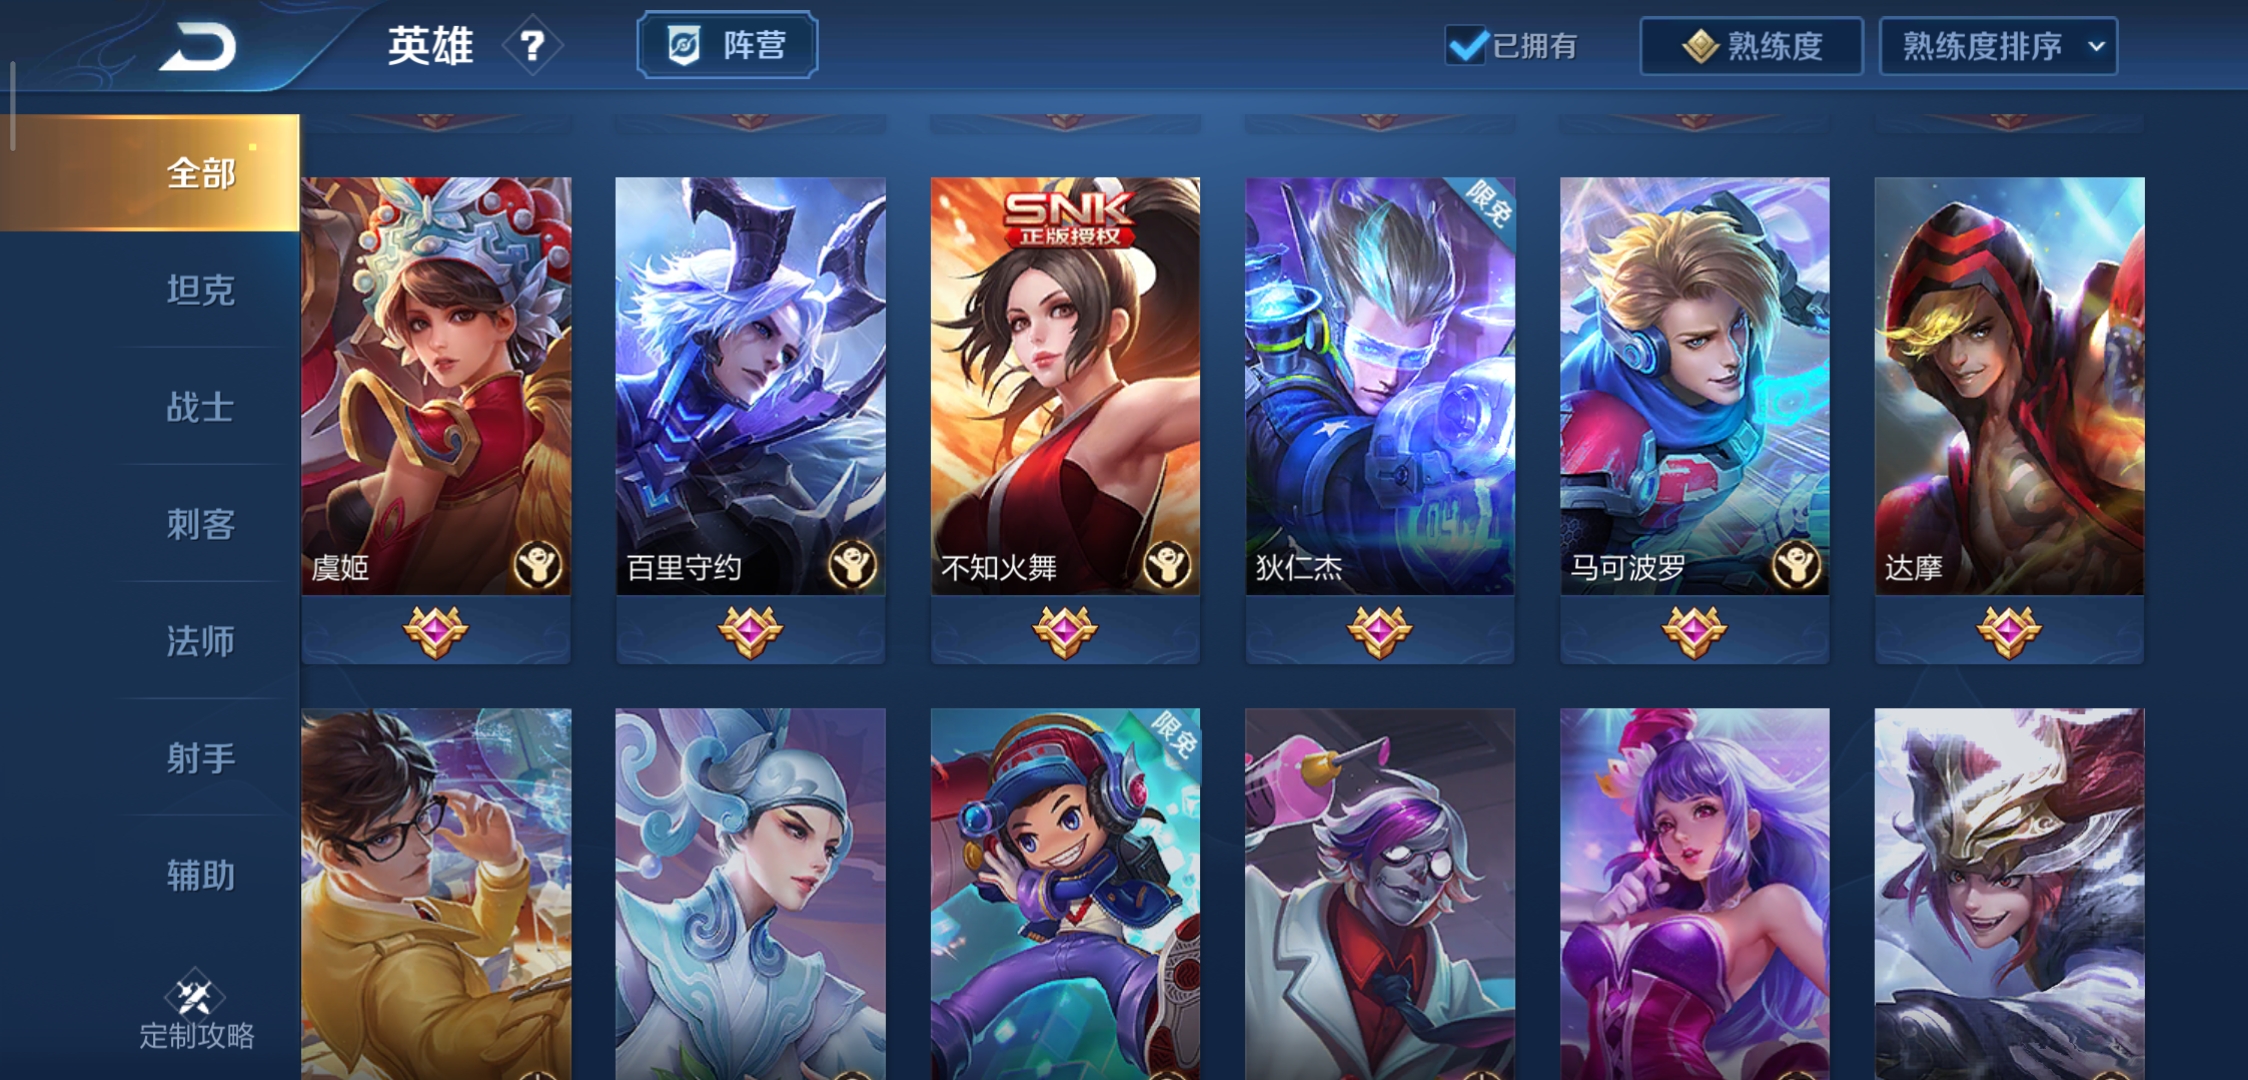 英雄
?
阵营
已拥有
熟练度
熟练度排序
全部
坦克
战士
刺客
法师
射手
辅助
定制攻略
SNK
正版授权
限免
虞姬
百里守约
不知火舞
狄仁杰
马可波罗
达摩
限免